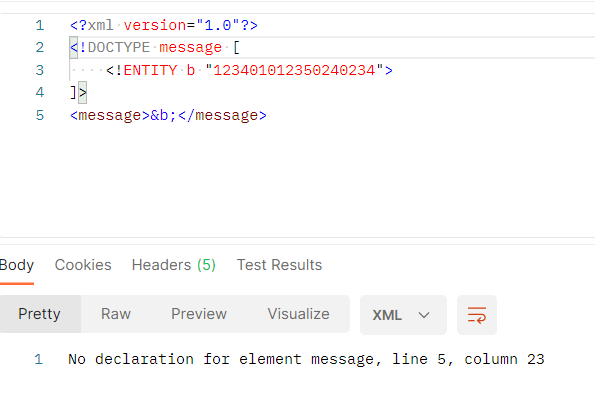 1 <?xml version="1.0"?>
2 <!DOCTYPE message [
3 ····<!ENTITY b "123401012350240234">
4 ]>
5 <message>&b;</message>
Body Cookies Headers (5) Test Results
Pretty Raw Preview Visualize XML
1 No declaration for element message, line 5, column 23